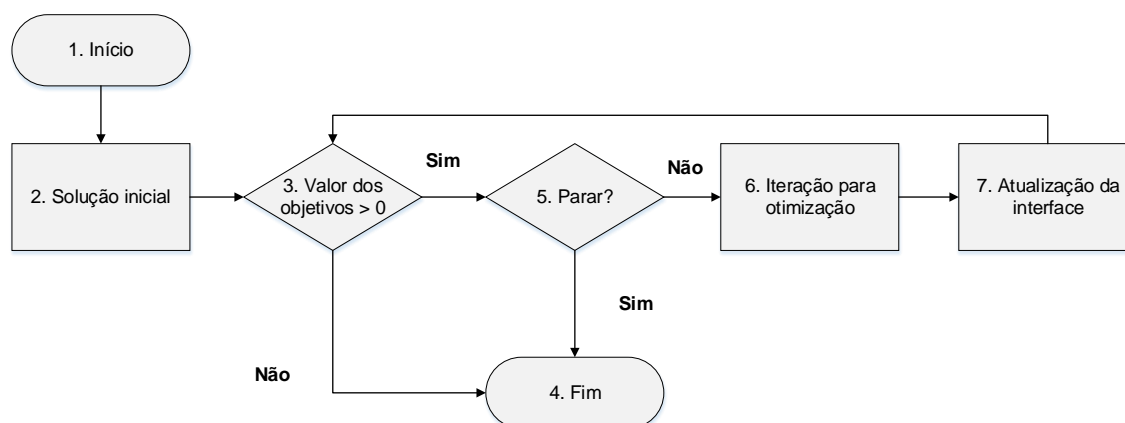 1. Início
2. Solução inicial
3. Valor dos
objetivos > 0
Sim
5. Parar?
Não
6. Iteração para
otimização
7. Atualização da
interface
Sim
Não
4. Fim